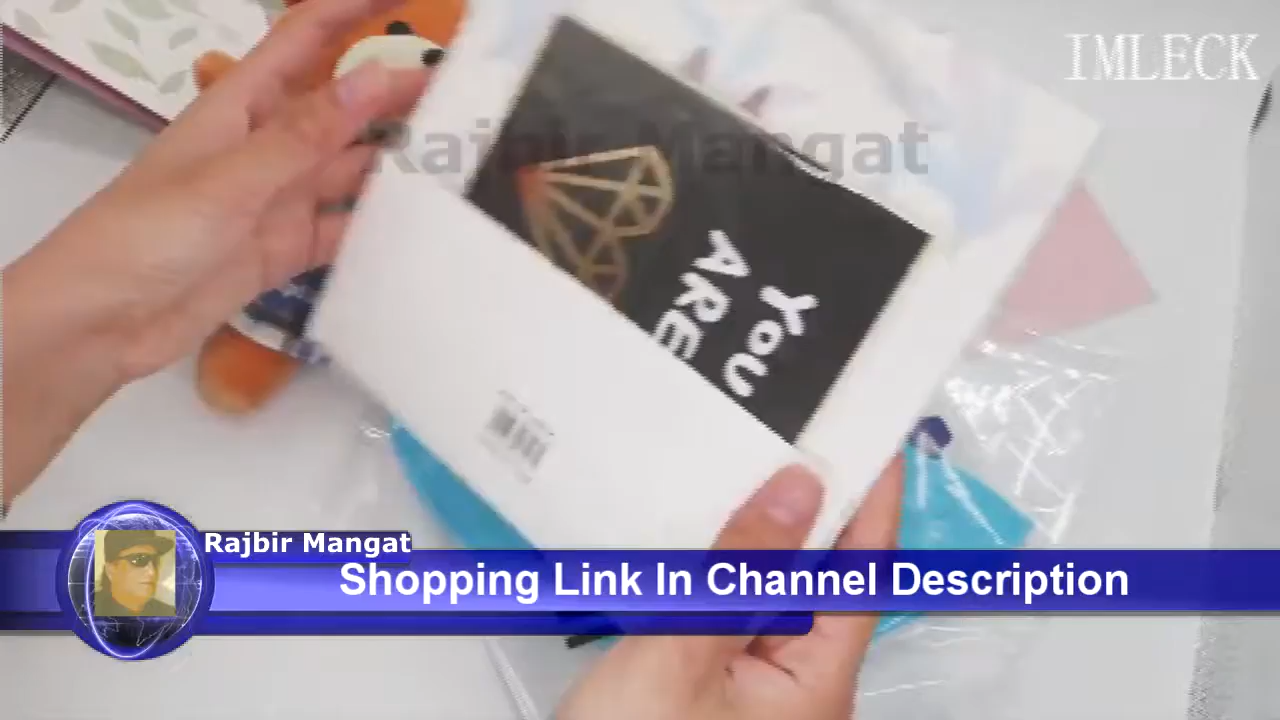 IMLECK
Rajbir Mangat
YOU
ARE
Rajbir Mangat
Shopping Link In Channel Description